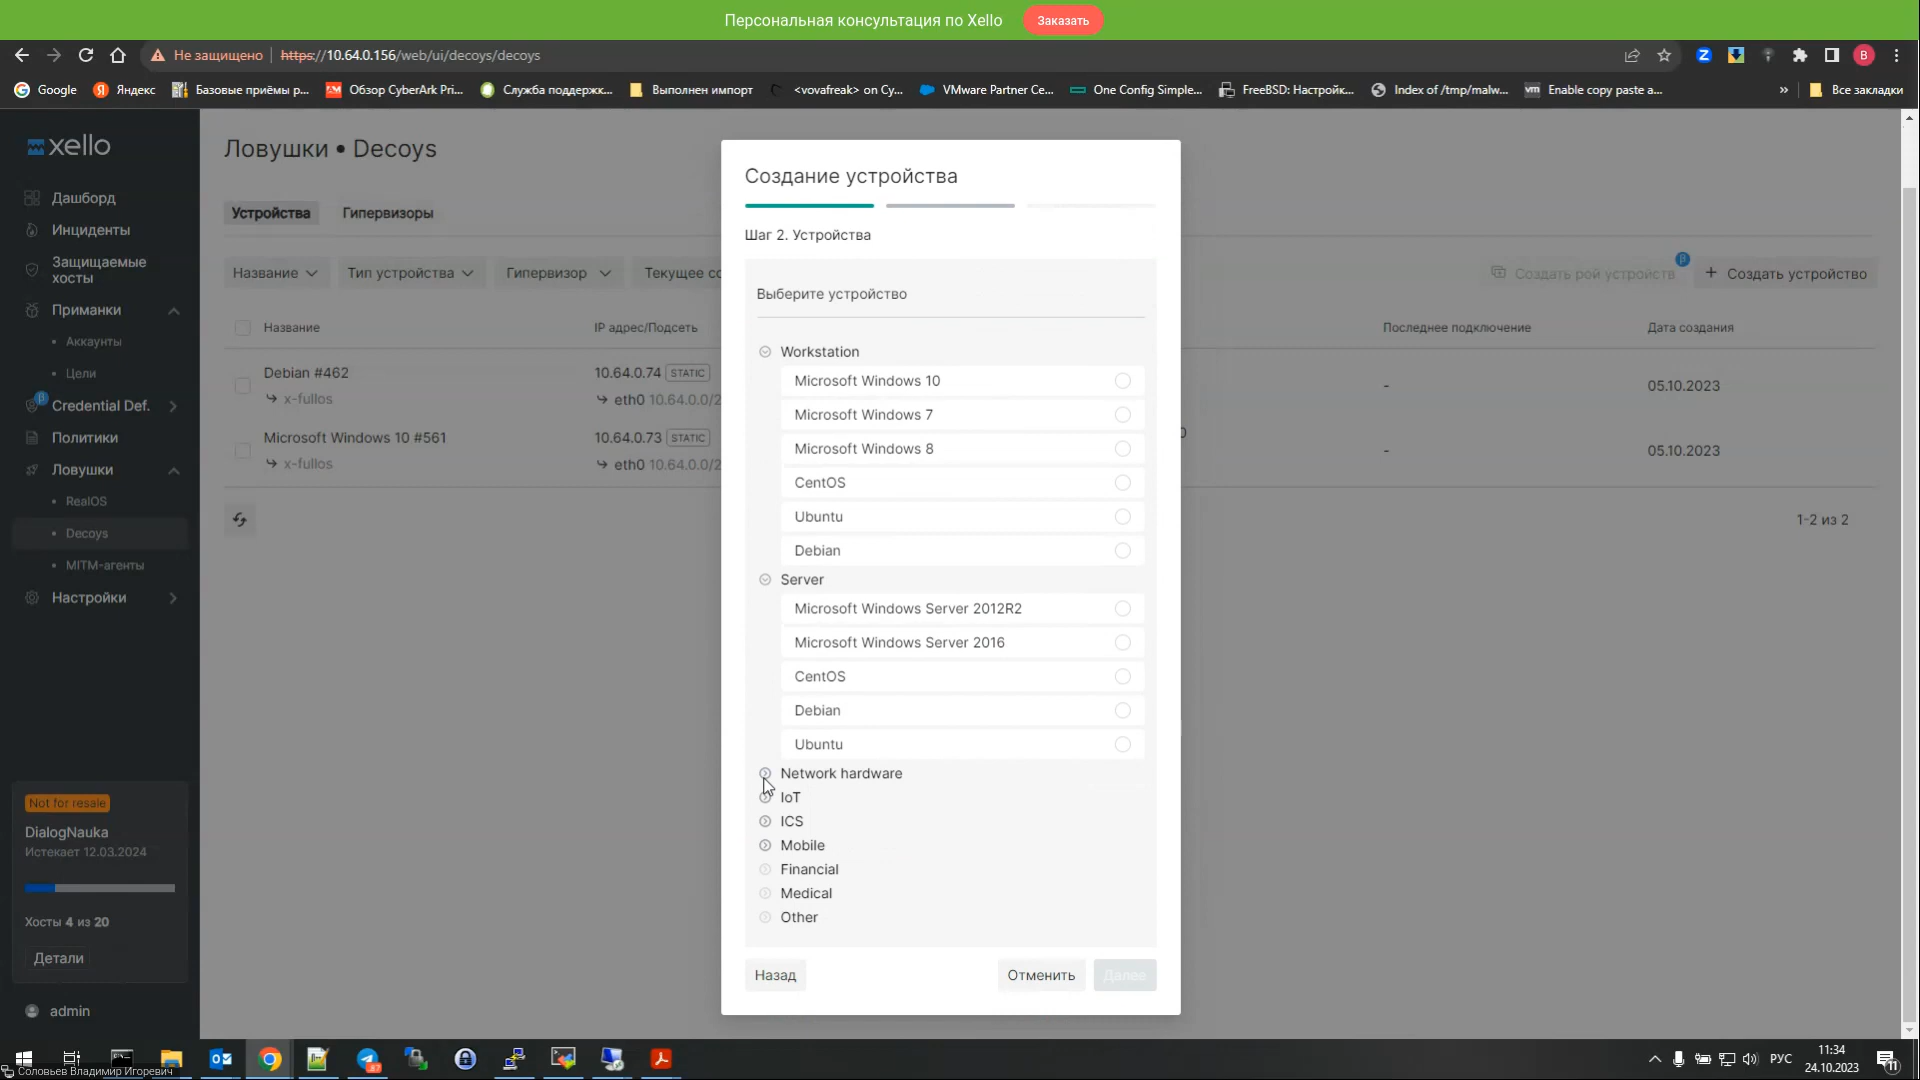 Персональная консультация по Xello
Заказать
Не защищено
https://10.64.0.156/web/ui/decoys/decoys
B
Google
Яндекс
Базовые приёмы р...
Обзор CyberArk Pri...
Служба поддержк...
Выполнен импорт
<vovafreak> on Cy...
VMware Partner Ce...
One Config Simple...
FreeBSD: Настройк...
Index of /tmp/malw...
vm
Enable copy paste a...
»
Все закладки
xello
Дашборд
Инциденты
Защищаемые
хосты
Приманки
• Аккаунты
• Цели
β
Credential Def.
Политики
Ловушки
• RealOS
• Decoys
• MITM-агенты
Настройки
Not for resale
DialogNauka
Истекает 12.03.2024
Хосты 4 из 20
Детали
admin
Ловушки • Decoys
Устройства
Гипервизоры
Название
Тип устройства
Гипервизор
Текущее со
Создать рой устройств
β
+ Создать устройство
Название
IP адрес/Подсеть
Последнее подключение
Дата создания
Debian #462
10.64.0.74 STATIC
-
05.10.2023
x-fullos
eth0 10.64.0.0/2
Microsoft Windows 10 #561
10.64.0.73 STATIC
-
05.10.2023
x-fullos
eth0 10.64.0.0/2
1-2 из 2
Создание устройства
Шаг 2. Устройства
Выберите устройство
Workstation
Microsoft Windows 10
Microsoft Windows 7
Microsoft Windows 8
CentOS
Ubuntu
Debian
Server
Microsoft Windows Server 2012R2
Microsoft Windows Server 2016
CentOS
Debian
Ubuntu
Network hardware
IoT
ICS
Mobile
Financial
Medical
Other
Назад
Отменить
Далее
Соловьев Владимир Игоревич
РУС
11:34
24.10.2023
11